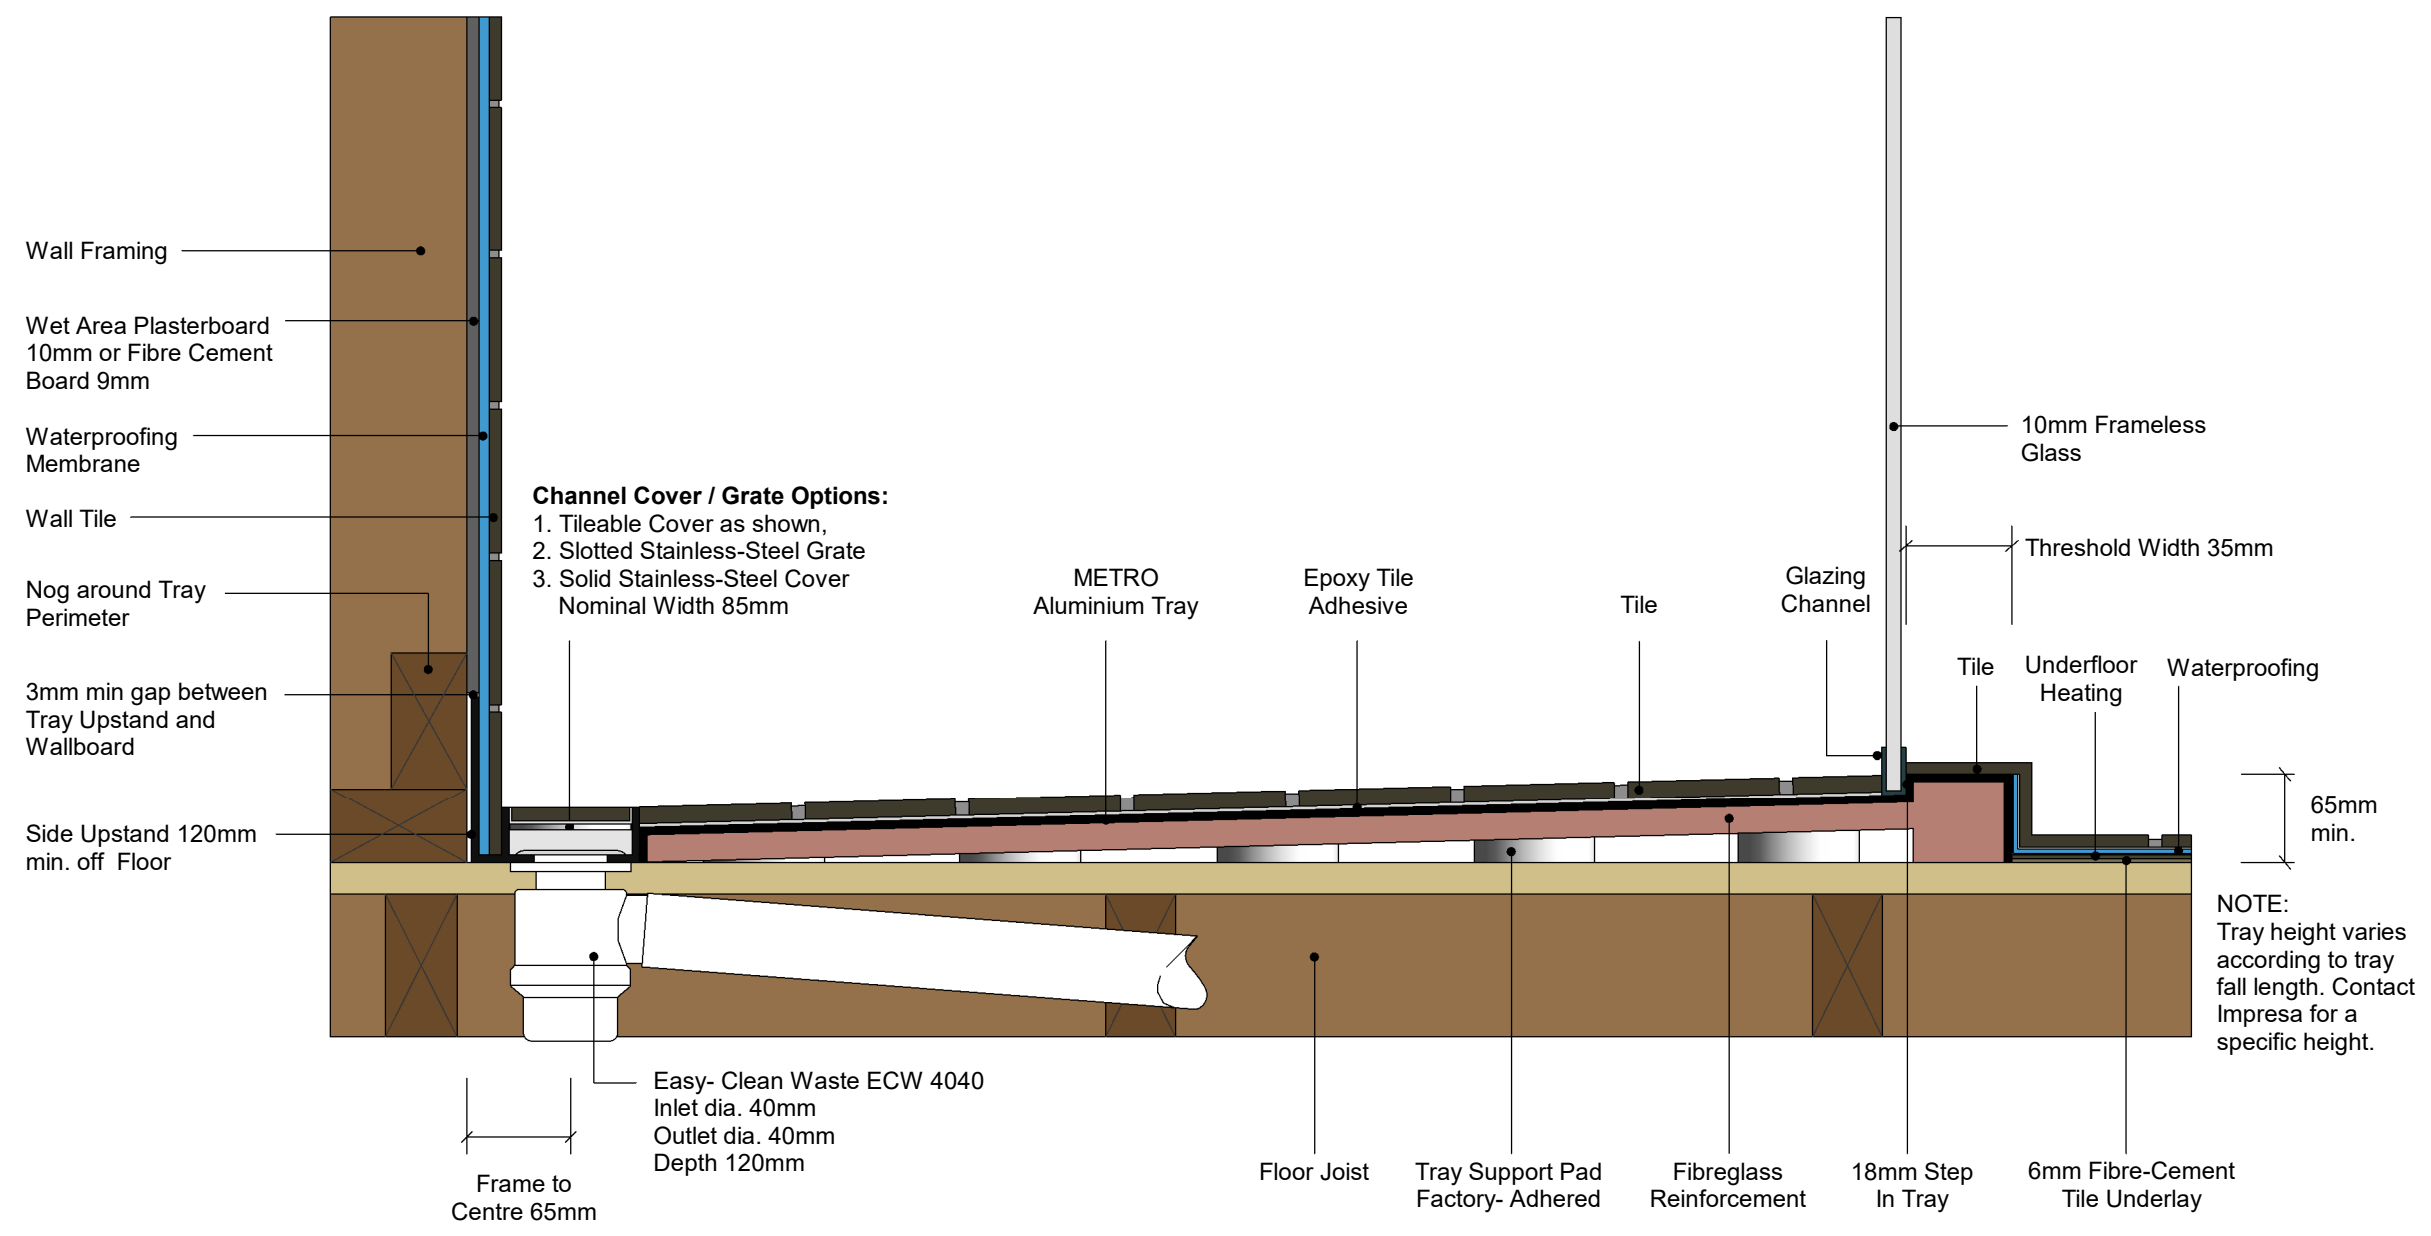 Wall Framing
Wet Area Plasterboard
10mm or Fibre Cement
Board 9mm
Waterproofing
Membrane
Wall Tile
Nog around Tray
Perimeter
3mm min gap between
Tray Upstand and
Wallboard
Side Upstand 120mm
min. off  Floor
Channel Cover / Grate Options:
1. Tileable Cover as shown,
2. Slotted Stainless-Steel Grate
3. Solid Stainless-Steel Cover
Nominal Width 85mm
METRO
Aluminium Tray
Epoxy Tile
Adhesive
Tile
Glazing
Channel
10mm Frameless
Glass
Threshold Width 35mm
Tile
Underfloor
Heating
Waterproofing
65mm
min.
NOTE:
Tray height varies
according to tray
fall length. Contact
Impresa for a
specific height.
Easy- Clean Waste ECW 4040
Inlet dia. 40mm
Outlet dia. 40mm
Depth 120mm
Frame to
Centre 65mm
Floor Joist
Tray Support Pad
Factory- Adhered
Fibreglass
Reinforcement
18mm Step
In Tray
6mm Fibre-Cement
Tile Underlay